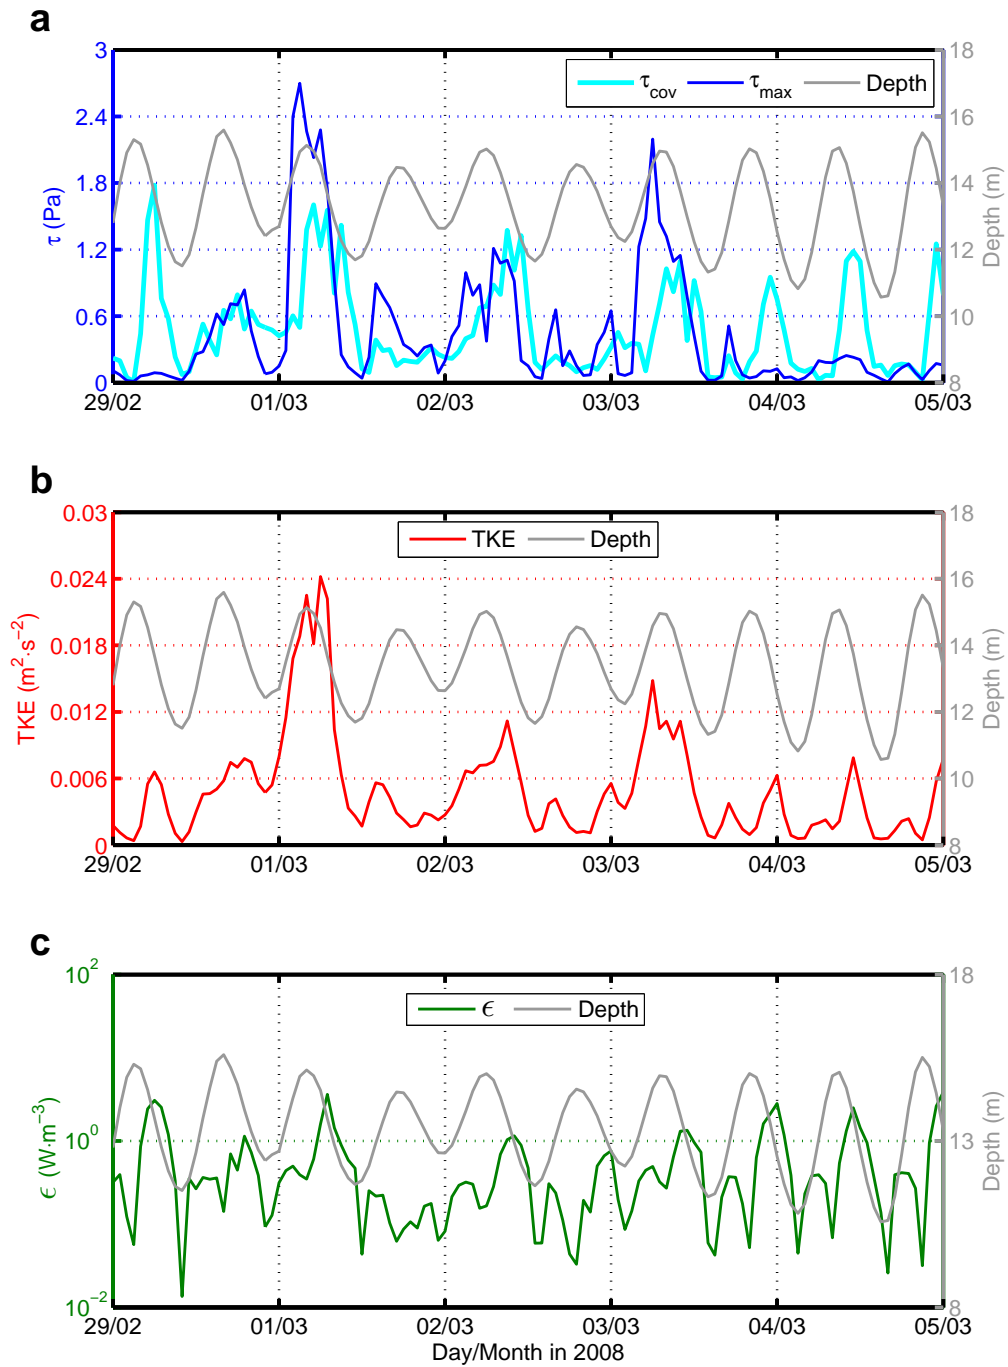 a
3
2.4
1.8
1.2
0.6
0
τ (Pa)
τcov τmax Depth
18
16
14
12
10
8
Depth (m)
29/02 01/03 02/03 03/03 04/03 05/03
b
0.03
0.024
0.018
0.012
0.006
0
TKE (m²·s⁻²)
TKE Depth
18
16
14
12
10
8
Depth (m)
29/02 01/03 02/03 03/03 04/03 05/03
c
10²
10⁰
10⁻²
ϵ (W·m⁻³)
ϵ Depth
18
13
8
Depth (m)
29/02 01/03 02/03 03/03 04/03 05/03
Day/Month in 2008